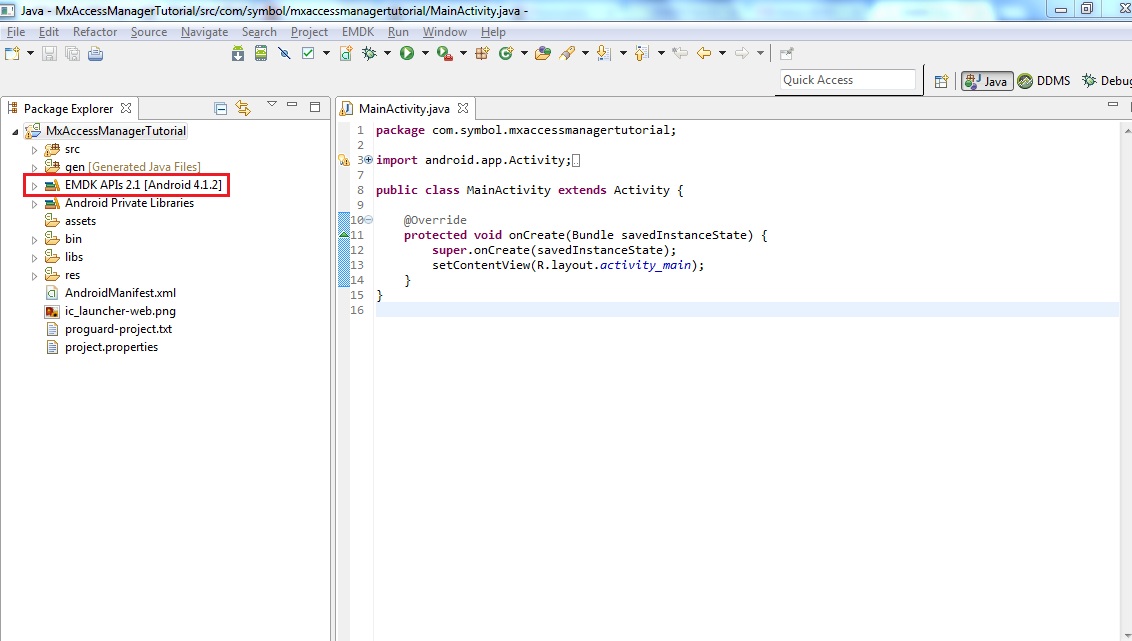 Java - MxAccessManagerTutorial/src/com/symbol/mxaccessmanagertutorial/MainActivity.java -
File Edit Refactor Source Navigate Search Project EMDK Run Window Help
Quick Access
Java
DDMS
Debug
Package Explorer
MxAccessManagerTutorial
src
gen [Generated Java Files]
EMDK APIs 2.1 [Android 4.1.2]
Android Private Libraries
assets
bin
libs
res
AndroidManifest.xml
ic_launcher-web.png
proguard-project.txt
project.properties
MainActivity.java
1 package com.symbol.mxaccessmanagertutorial;
2
3 import android.app.Activity;
7
8 public class MainActivity extends Activity {
9
10 @Override
11 protected void onCreate(Bundle savedInstanceState) {
12 super.onCreate(savedInstanceState);
13 setContentView(R.layout.activity_main);
14 }
15 }
16